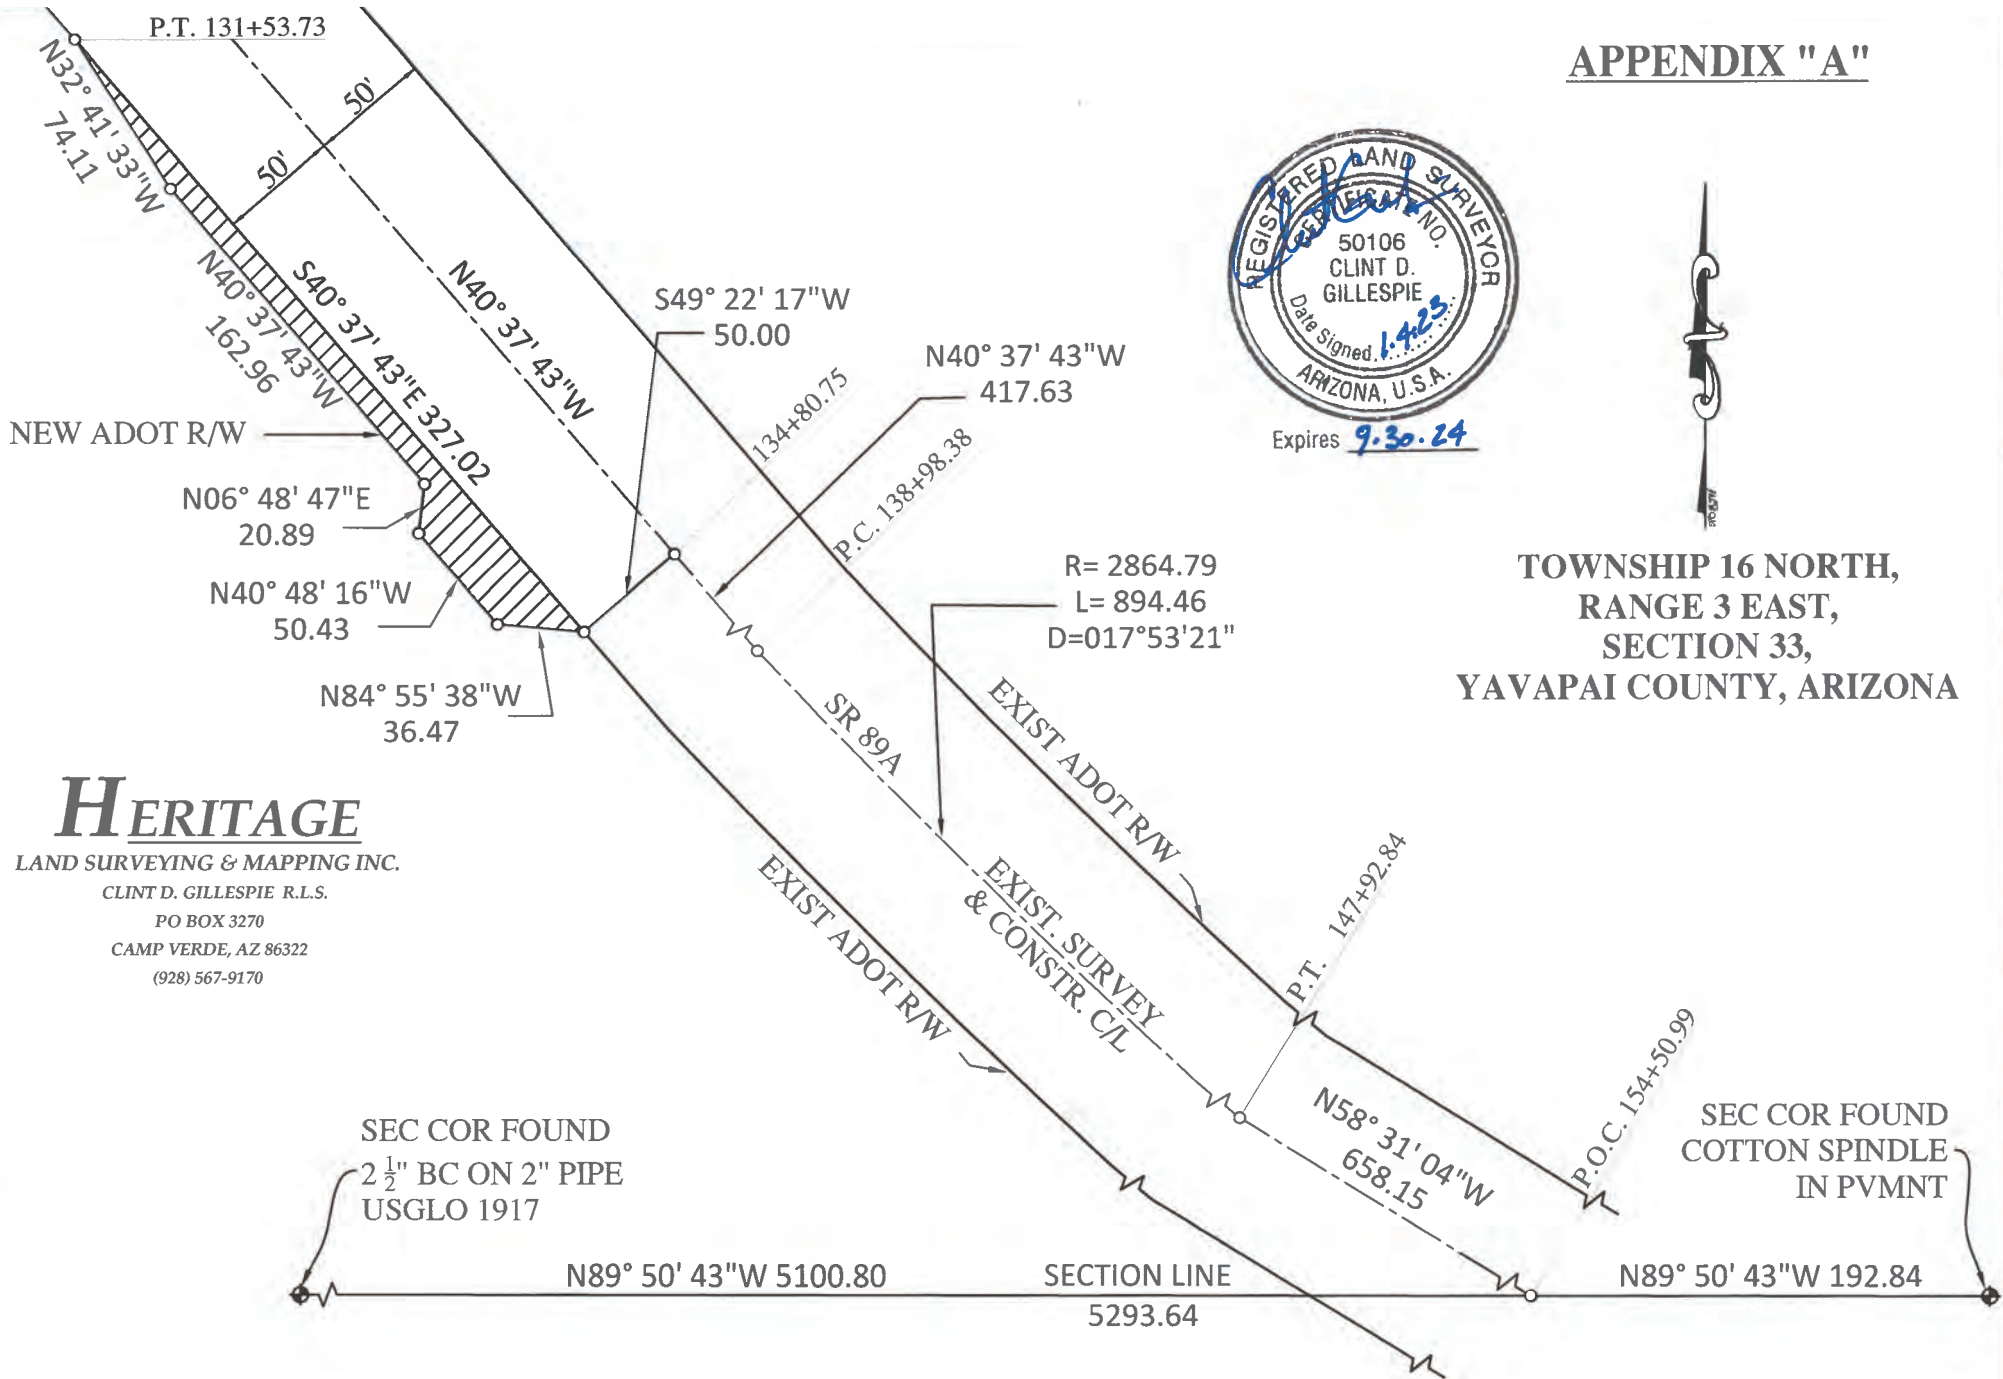 P.T. 131+53.73
APPENDIX "A"
N32° 41' 33"W
74.11
50'
50'
N40° 37' 43"W
162.96
S40° 37' 43"E 327.02
N40° 37' 43"W
S49° 22' 17"W
50.00
N40° 37' 43"W
417.63
134+80.75
P.C. 138+98.38
REGISTERED LAND SURVEYOR
CERTIFICATE NO.
50106
CLINT D.
GILLESPIE
Date Signed 1.4.23
ARIZONA, U.S.A.
Expires 9.30.24
NEW ADOT R/W
N06° 48' 47"E
20.89
N40° 48' 16"W
50.43
N84° 55' 38"W
36.47
R= 2864.79
L= 894.46
D=017°53'21"
TOWNSHIP 16 NORTH,
RANGE 3 EAST,
SECTION 33,
YAVAPAI COUNTY, ARIZONA
SR 89A
EXIST ADOT R/W
EXIST ADOT R/W
EXIST. SURVEY
& CONSTR. C/L
HERITAGE
LAND SURVEYING & MAPPING INC.
CLINT D. GILLESPIE R.L.S.
PO BOX 3270
CAMP VERDE, AZ 86322
(928) 567-9170
P.T. 147+92.84
P.O.C. 154+50.99
N58° 31' 04"W
658.15
SEC COR FOUND
2 1/2" BC ON 2" PIPE
USGLO 1917
SEC COR FOUND
COTTON SPINDLE
IN PVMNT
N89° 50' 43"W 5100.80
SECTION LINE
5293.64
N89° 50' 43"W 192.84